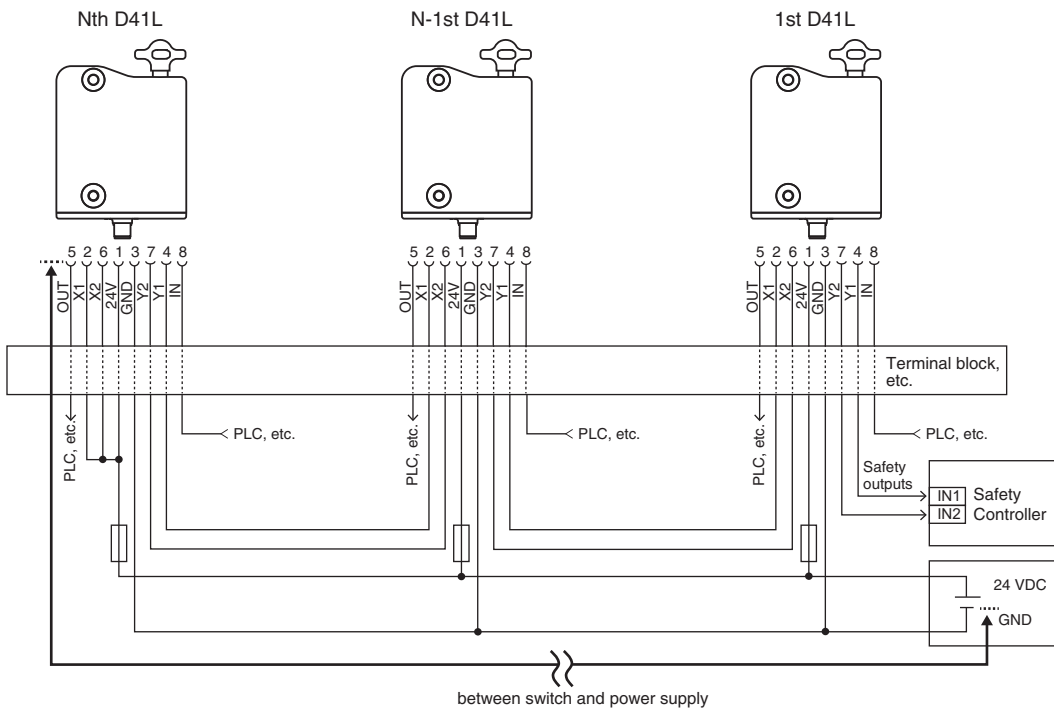 Nth D41L
N-1st D41L
1st D41L
5 2 6 1 3 7 4 8
5 2 6 1 3 7 4 8
5 2 6 1 3 7 4 8
OUT
X1
X2
24V
GND
Y2
Y1
IN
OUT
X1
X2
24V
GND
Y2
Y1
IN
OUT
X1
X2
24V
GND
Y2
Y1
IN
Terminal block,
etc.
PLC, etc.
PLC, etc.
PLC, etc.
PLC, etc.
PLC, etc.
PLC, etc.
Safety
outputs
IN1
IN2
Safety
Controller
24 VDC
GND
between switch and power supply